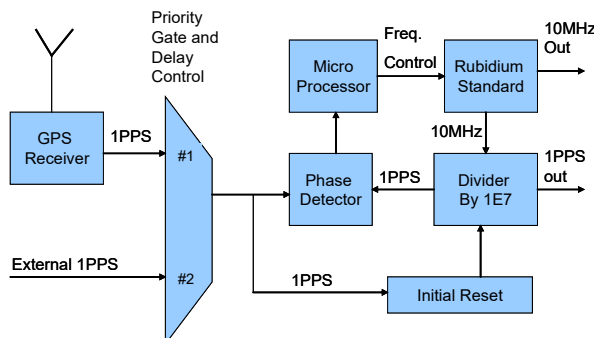 Priority
Gate and
Delay
Control
Freq.
Control
10MHz
Out
Micro
Processor
Rubidium
Standard
GPS
Receiver
1PPS
#1
10MHz
1PPS
out
Phase
Detector
1PPS
Divider
By 1E7
External 1PPS
#2
1PPS
Initial Reset